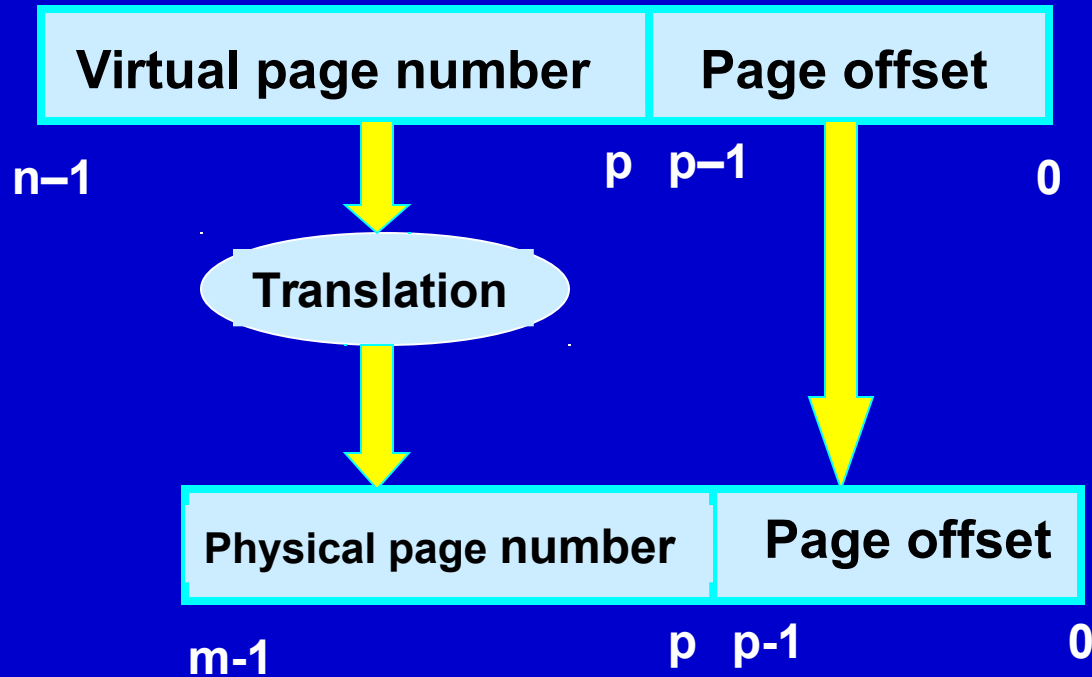 Virtual page number Page offset
n–1 p p–1 0
Translation
Physical page number Page offset
m-1 p p-1 0